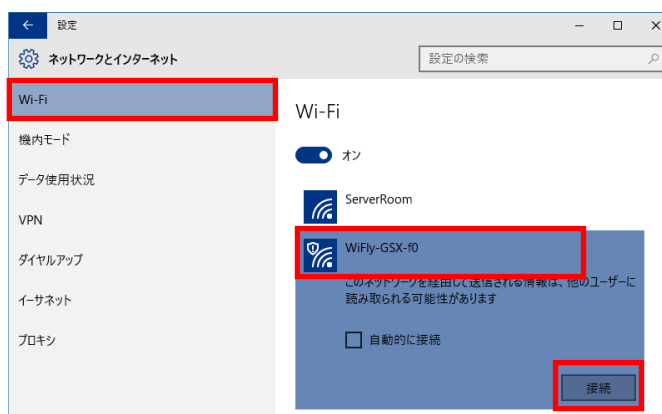 設定
ネットワークとインターネット
設定の検索
Wi-Fi
機内モード
データ使用状況
VPN
ダイヤルアップ
イーサネット
プロキシ
Wi-Fi
オン
ServerRoom
WiFly-GSX-f0
このネットワークを経由して送信される情報は、他のユーザーに
読み取られる可能性があります
自動的に接続
接続